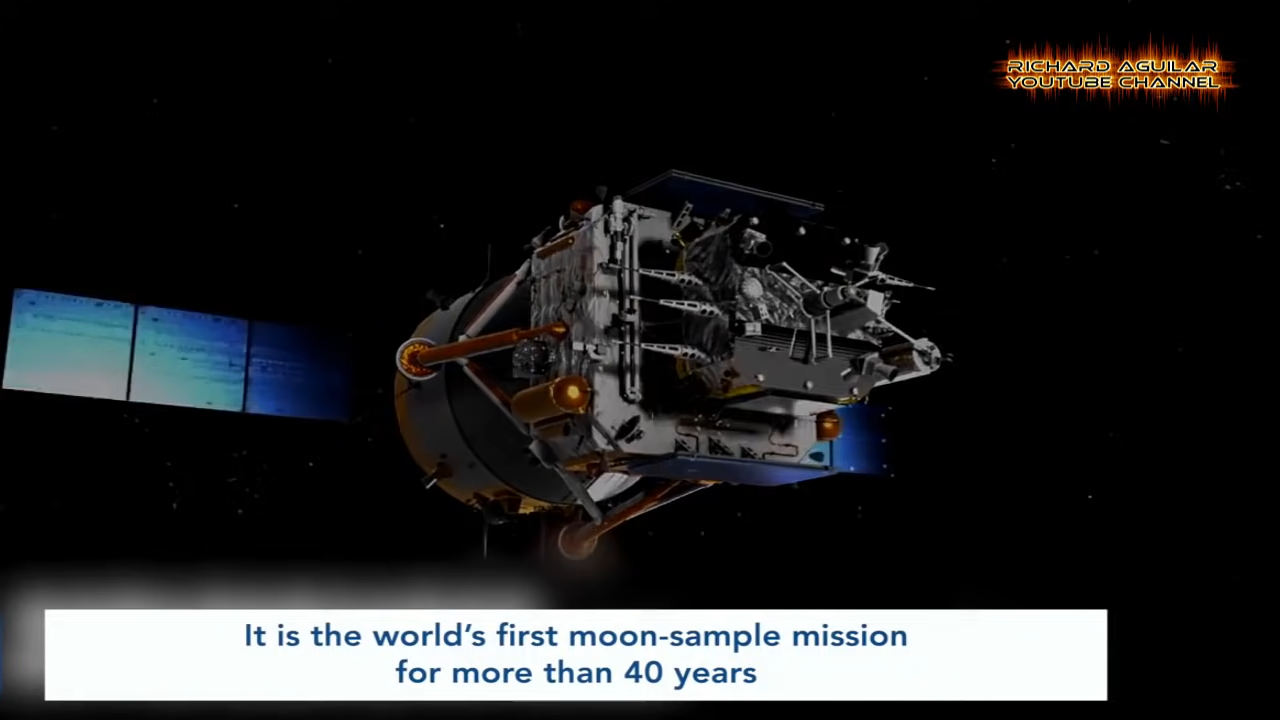 RICHARD AGUILAR
YOUTUBE CHANNEL
It is the world's first moon-sample mission
for more than 40 years